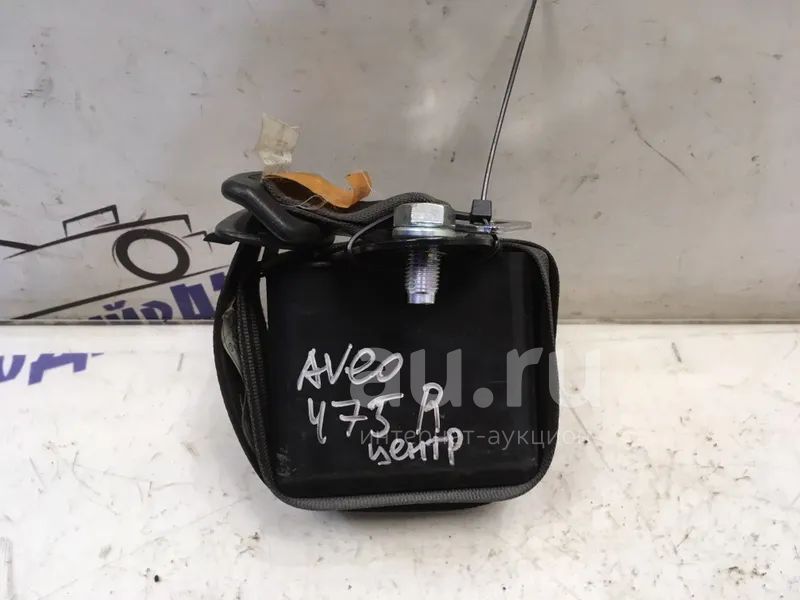 Aveo
475 R
центр
au.ru
интернет-аукцион